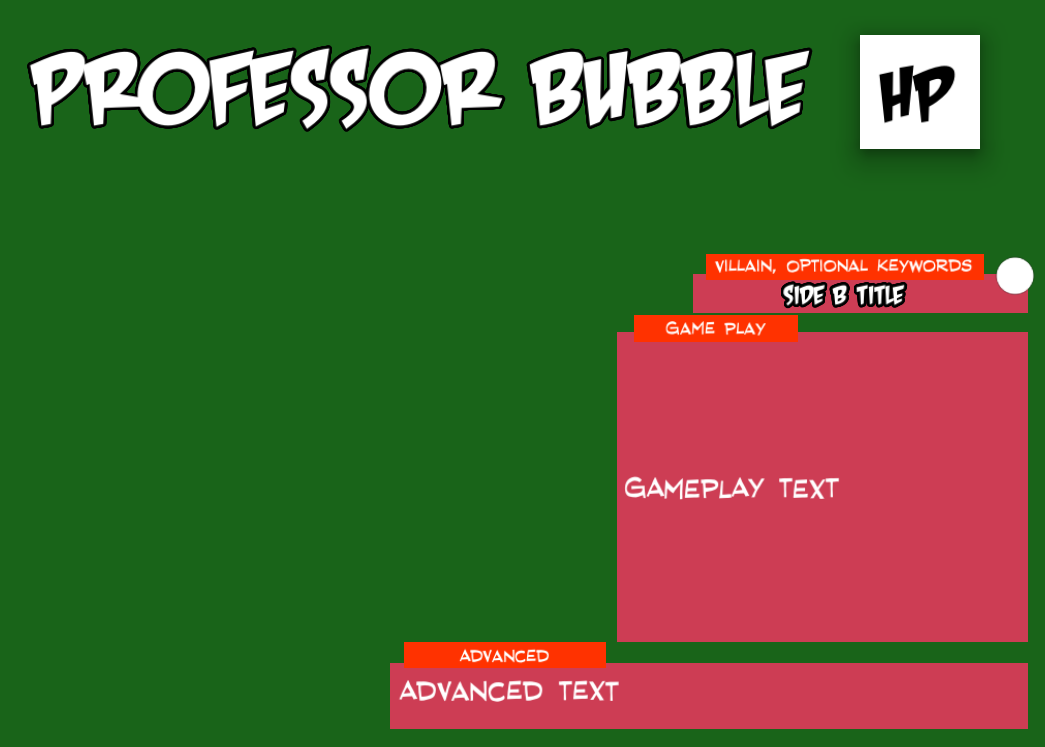 PROFESSOR BUBBLE
HP
VILLAIN, OPTIONAL KEYWORDS
SIDE B TITLE
GAME PLAY
GAMEPLAY TEXT
ADVANCED
ADVANCED TEXT